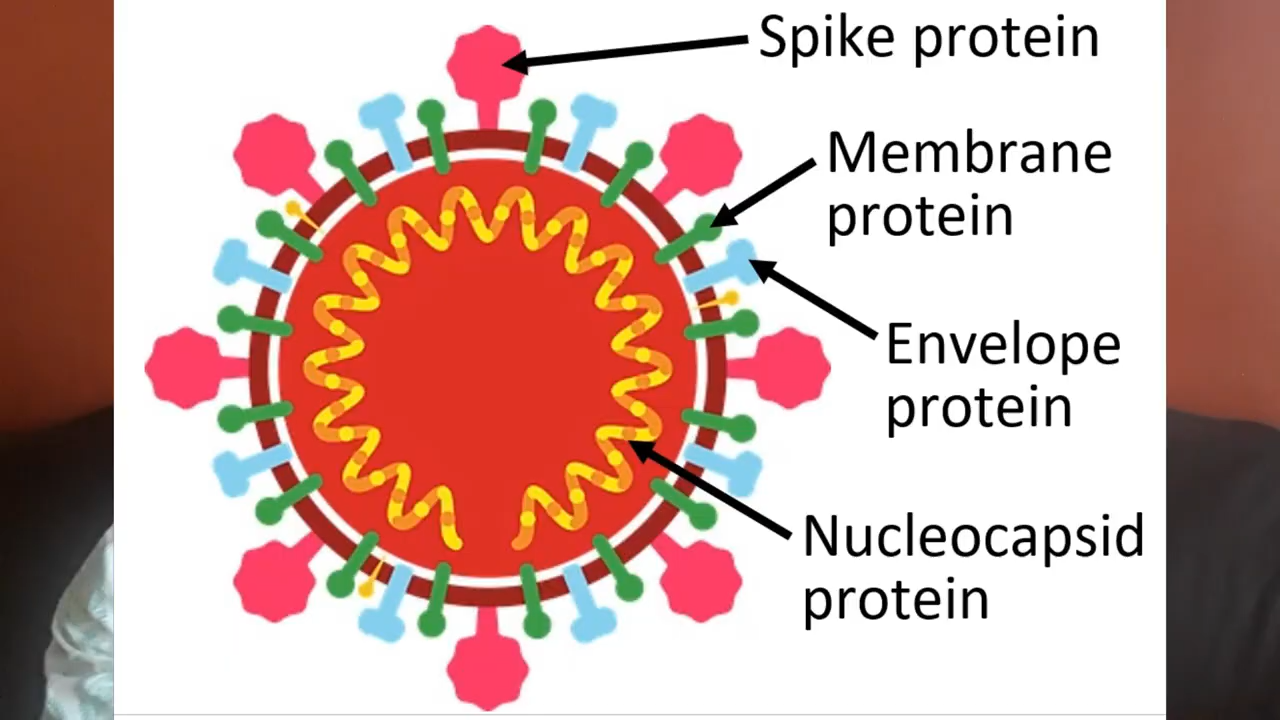 Spike protein
Membrane
protein
Envelope
protein
Nucleocapsid
protein